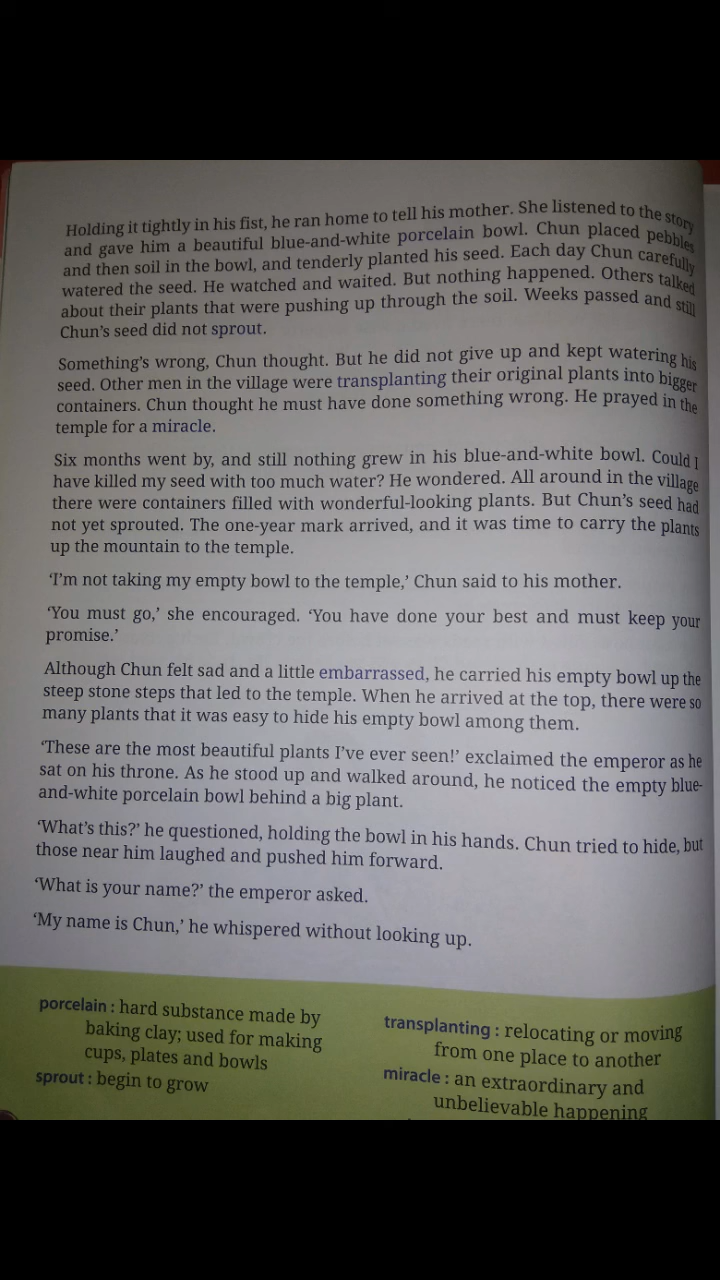 Holding it tightly in his fist, he ran home to tell his mother. She listened to the story
and gave him a beautiful blue-and-white porcelain bowl. Chun placed pebbles
and then soil in the bowl, and tenderly planted his seed. Each day Chun carefully
watered the seed. He watched and waited. But nothing happened. Others talked
about their plants that were pushing up through the soil. Weeks passed and still
Chun's seed did not sprout.
Something's wrong, Chun thought. But he did not give up and kept watering his
seed. Other men in the village were transplanting their original plants into bigger
containers. Chun thought he must have done something wrong. He prayed in the
temple for a miracle.
Six months went by, and still nothing grew in his blue-and-white bowl. Could I
have killed my seed with too much water? He wondered. All around in the village
there were containers filled with wonderful-looking plants. But Chun's seed had
not yet sprouted. The one-year mark arrived, and it was time to carry the plants
up the mountain to the temple.
'I'm not taking my empty bowl to the temple,' Chun said to his mother.
'You must go,' she encouraged. 'You have done your best and must keep your
promise.'
Although Chun felt sad and a little embarrassed, he carried his empty bowl up the
steep stone steps that led to the temple. When he arrived at the top, there were so
many plants that it was easy to hide his empty bowl among them.
'These are the most beautiful plants I've ever seen!' exclaimed the emperor as he
sat on his throne. As he stood up and walked around, he noticed the empty blue-
and-white porcelain bowl behind a big plant.
'What's this?' he questioned, holding the bowl in his hands. Chun tried to hide, but
those near him laughed and pushed him forward.
'What is your name?' the emperor asked.
'My name is Chun,' he whispered without looking up.
porcelain : hard substance made by
baking clay; used for making
cups, plates and bowls
sprout : begin to grow
transplanting : relocating or moving
from one place to another
miracle : an extraordinary and
unbelievable happening